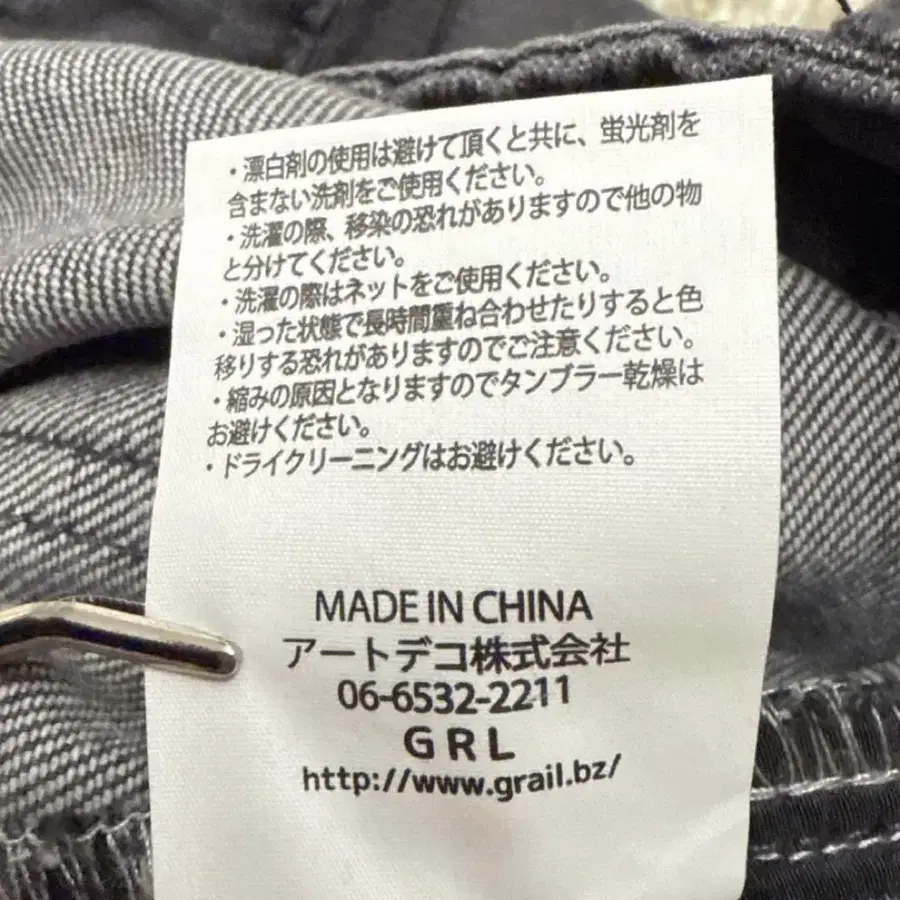 ・漂白剤の使用は避けて頂くと共に、蛍光剤を
含まない洗剤をご使用ください。
・洗濯の際、移染の恐れがありますので他の物
と分けてください。
・洗濯の際はネットをご使用ください。
・湿った状態で長時間重ね合わせたりすると色
移りする恐れがありますのでご注意ください。
・縮みの原因となりますのでタンブラー乾燥は
お避けください。
・ドライクリーニングはお避けください。
MADE IN CHINA
アートデコ株式会社
06-6532-2211
GRL
http://www.grail.bz/